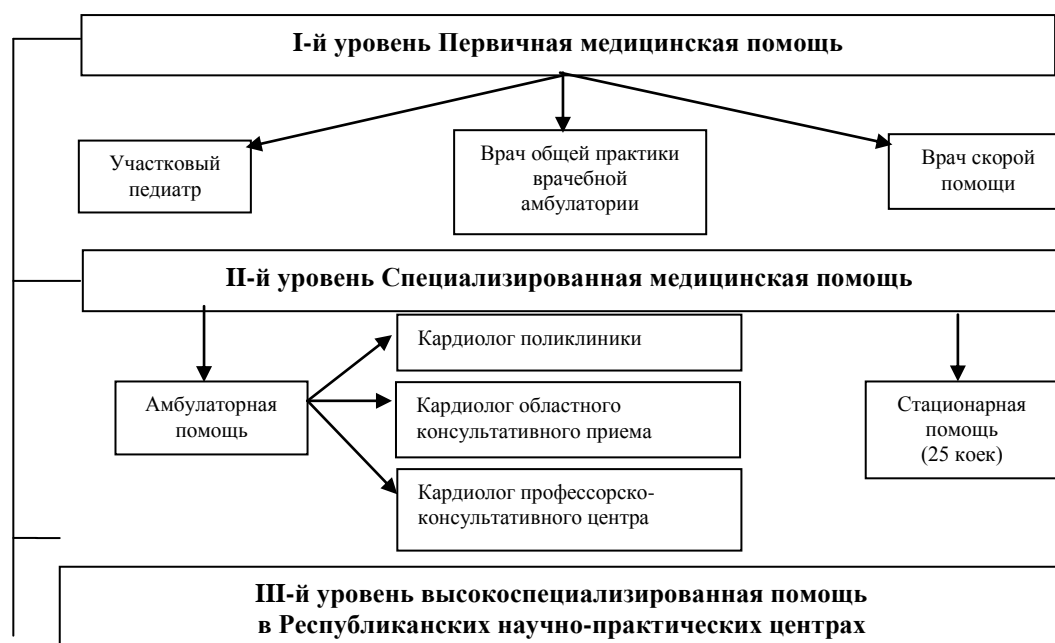 I-й уровень Первичная медицинская помощь
Участковый
педиатр
Врач общей практики
врачебной
амбулатории
Врач скорой
помощи
II-й уровень Специализированная медицинская помощь
Амбулаторная
помощь
Кардиолог поликлиники
Кардиолог областного
консультативного приема
Кардиолог профессорско-
консультативного центра
Стационарная
помощь
(25 коек)
III-й уровень высокоспециализированная помощь
в Республиканских научно-практических центрах